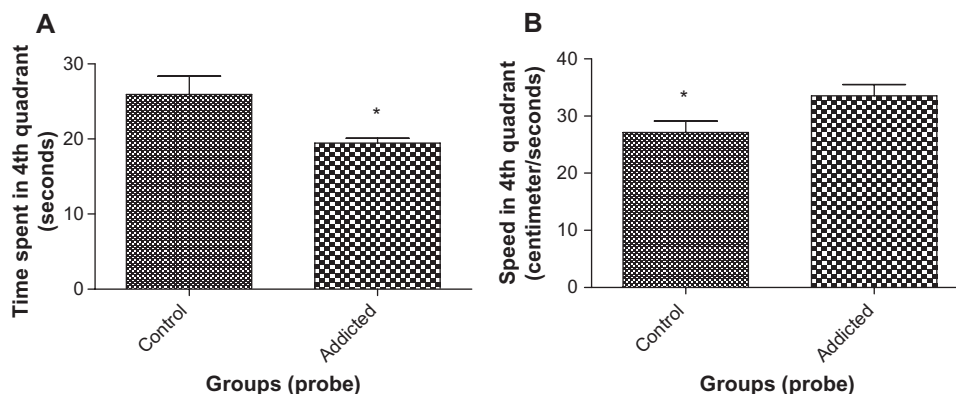 A
Time spent in 4th quadrant
(seconds)
30
20
10
0
*
Control
Addicted
Groups (probe)
B
Speed in 4th quadrant
(centimeter/seconds)
40
30
20
10
0
*
Control
Addicted
Groups (probe)